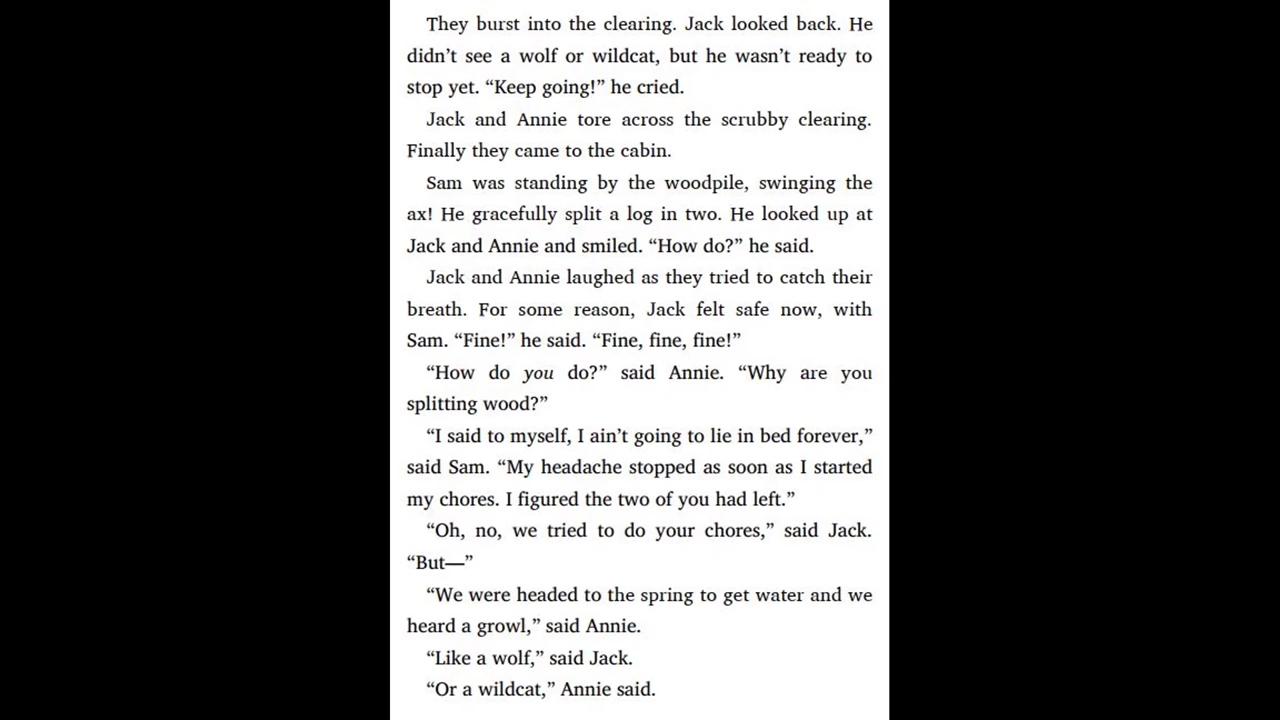 They burst into the clearing. Jack looked back. He
didn’t see a wolf or wildcat, but he wasn’t ready to
stop yet. “Keep going!” he cried.
Jack and Annie tore across the scrubby clearing.
Finally they came to the cabin.
Sam was standing by the woodpile, swinging the
ax! He gracefully split a log in two. He looked up at
Jack and Annie and smiled. “How do?” he said.
Jack and Annie laughed as they tried to catch their
breath. For some reason, Jack felt safe now, with
Sam. “Fine!” he said. “Fine, fine, fine!”
“How do you do?” said Annie. “Why are you
splitting wood?”
“I said to myself, I ain’t going to lie in bed forever,”
said Sam. “My headache stopped as soon as I started
my chores. I figured the two of you had left.”
“Oh, no, we tried to do your chores,” said Jack.
“But—”
“We were headed to the spring to get water and we
heard a growl,” said Annie.
“Like a wolf,” said Jack.
“Or a wildcat,” Annie said.